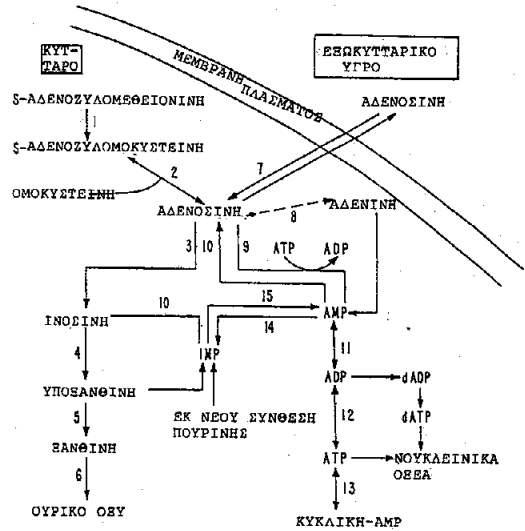 ΚΥΤ-
ΤΑΡΟ
ΜΕΜΒΡΑΝΗ ΠΛΑΣΜΑΤΟΣ
ΕΞΩΚΥΤΤΑΡΙΚΟ
ΥΓΡΟ
S-ΑΔΕΝΟΖΥΛΟΜΕΘΕΙΟΝΙΝΗ
ΑΔΕΝΟΣΙΝΗ
1
S-ΑΔΕΝΟΖΥΛΟΜΟΚΥΣΤΕΙΝΗ
2
7
ΟΜΟΚΥΣΤΕΙΝΗ
ΑΔΕΝΟΣΙΝΗ
8
ΑΔΕΝΙΝΗ
3
10
9
ATP
ADP
15
ΙΝΟΣΙΝΗ
10
AMP
14
4
IMP
11
ΥΠΟΞΑΝΘΙΝΗ
ADP
dADP
5
ΕΚ ΝΕΟΥ ΣΥΝΘΕΣΗ
ΠΟΥΡΙΝΗΣ
12
dATP
ΞΑΝΘΙΝΗ
6
ATP
ΝΟΥΚΛΕΙΝΙΚΑ
ΟΞΕΑ
13
ΟΥΡΙΚΟ ΟΞΥ
ΚΥΚΛΙΚΗ-AMP